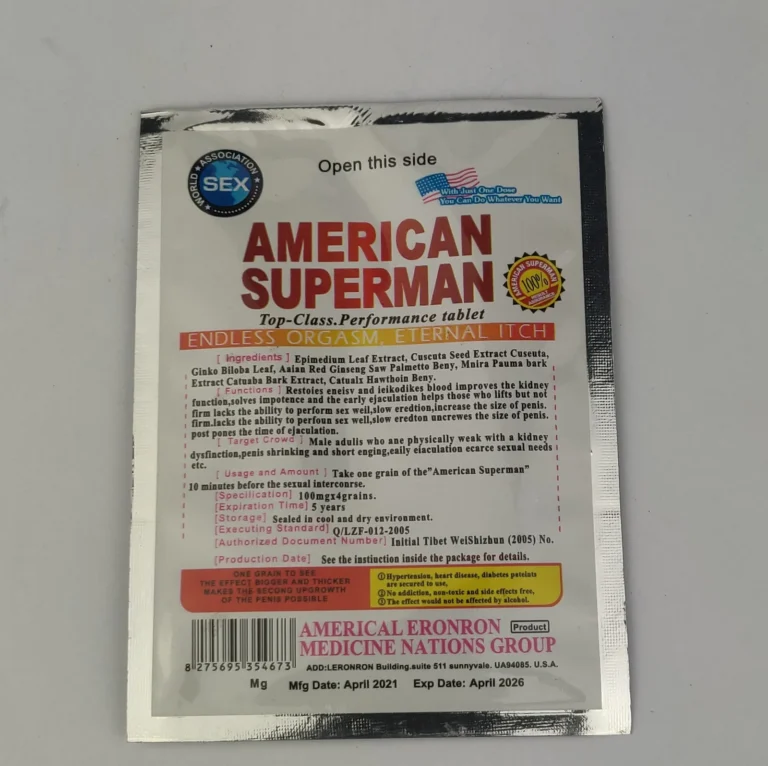 WORLD ASSOCIATION
SEX
Open this side
With Just One Dose
You Can Do Whatever You Want
AMERICAN
SUPERMAN
AMERICAN SUPERMAN
100%
Top-Class.Performance tablet
ENDLESS ORGASM, ETERNAL ITCH
[ Ingredients ] Epimedium Leaf Extract, Cuscuta Seed Extract Cuseuta,
Ginko Biloba Leaf, Aaian Red Ginseng Saw Palmetto Beny, Mnira Pauma bark
Extract Catuaba Bark Extract, Catualz Hawthoin Beny.
[ Functions ] Restoies eneisv and ieikodikes blood improves the kidney
function,solves impotence and the early ejaculation helps those who lifts but not
firm lacks the ability to perform sex weil,slow eredtion,increase the size of penis.
firm.lacks the ability to perfoun sex weil,slow eredton uncrewes the size of penis.
post pones the time of ejaculation.
[ Target Crowd ] Male adulis who ane physically weak with a kidney
dysfinction,penis shrinking and short enging,eaily eiaculation ecarce sexual needs
etc.
[ Usage and Amount ] Take one grain of the"American Superman"
10 minutes before the sexual interconrse.
[Specilication] 100mgx4grains.
[Expiration Time] 5 years
[Storage] Sealed in cool and dry environment.
[Executing Standard] Q/LZF-012-2005
[Authorized Document Number] Initial Tibet WeiShizhun (2005) No.
[Production Date] See the instiuction inside the package for details.
ONE GRAIN TO SEE
THE EFFECT BIGGER AND THICKER
MAKES THE SECOND UPGROWTH
OF THE PENIS POSSIBLE
① Hypertension, heart disease, diabetes pateints
are secured to use,
② No addiction, non-toxic and side effects free,
③ The effect would not be affected by alcohol.
8 275695 354673
AMERICAL ERONRON Product
MEDICINE NATIONS GROUP
ADD:LERONRON Building.suite 511 sunnyvale. UA94085. U.S.A.
Mg Mfg Date: April 2021 Exp Date: April 2026